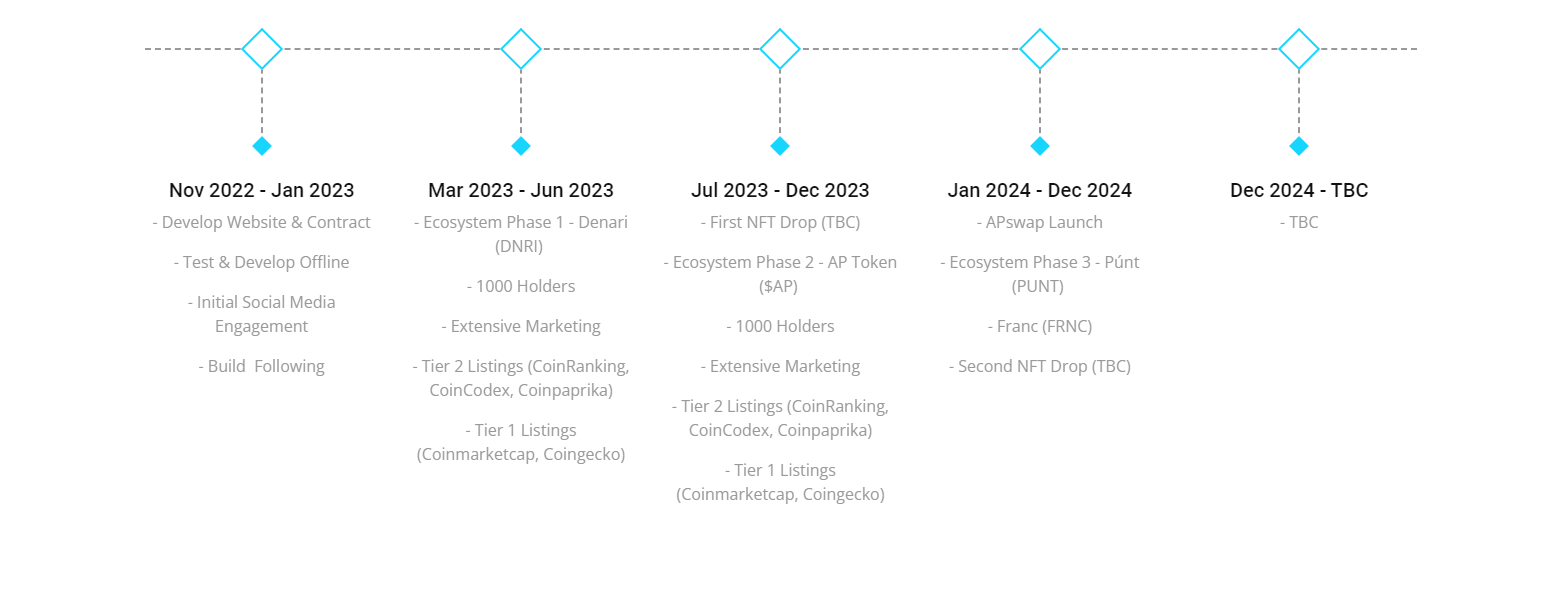 Nov 2022 - Jan 2023
- Develop Website & Contract
- Test & Develop Offline
- Initial Social Media
Engagement
- Build  Following
Mar 2023 - Jun 2023
- Ecosystem Phase 1 - Denari
(DNRI)
- 1000 Holders
- Extensive Marketing
- Tier 2 Listings (CoinRanking,
CoinCodex, Coinpaprika)
- Tier 1 Listings
(Coinmarketcap, Coingecko)
Jul 2023 - Dec 2023
- First NFT Drop (TBC)
- Ecosystem Phase 2 - AP Token
($AP)
- 1000 Holders
- Extensive Marketing
- Tier 2 Listings (CoinRanking,
CoinCodex, Coinpaprika)
- Tier 1 Listings
(Coinmarketcap, Coingecko)
Jan 2024 - Dec 2024
- APswap Launch
- Ecosystem Phase 3 - Púnt
(PUNT)
- Franc (FRNC)
- Second NFT Drop (TBC)
Dec 2024 - TBC
- TBC